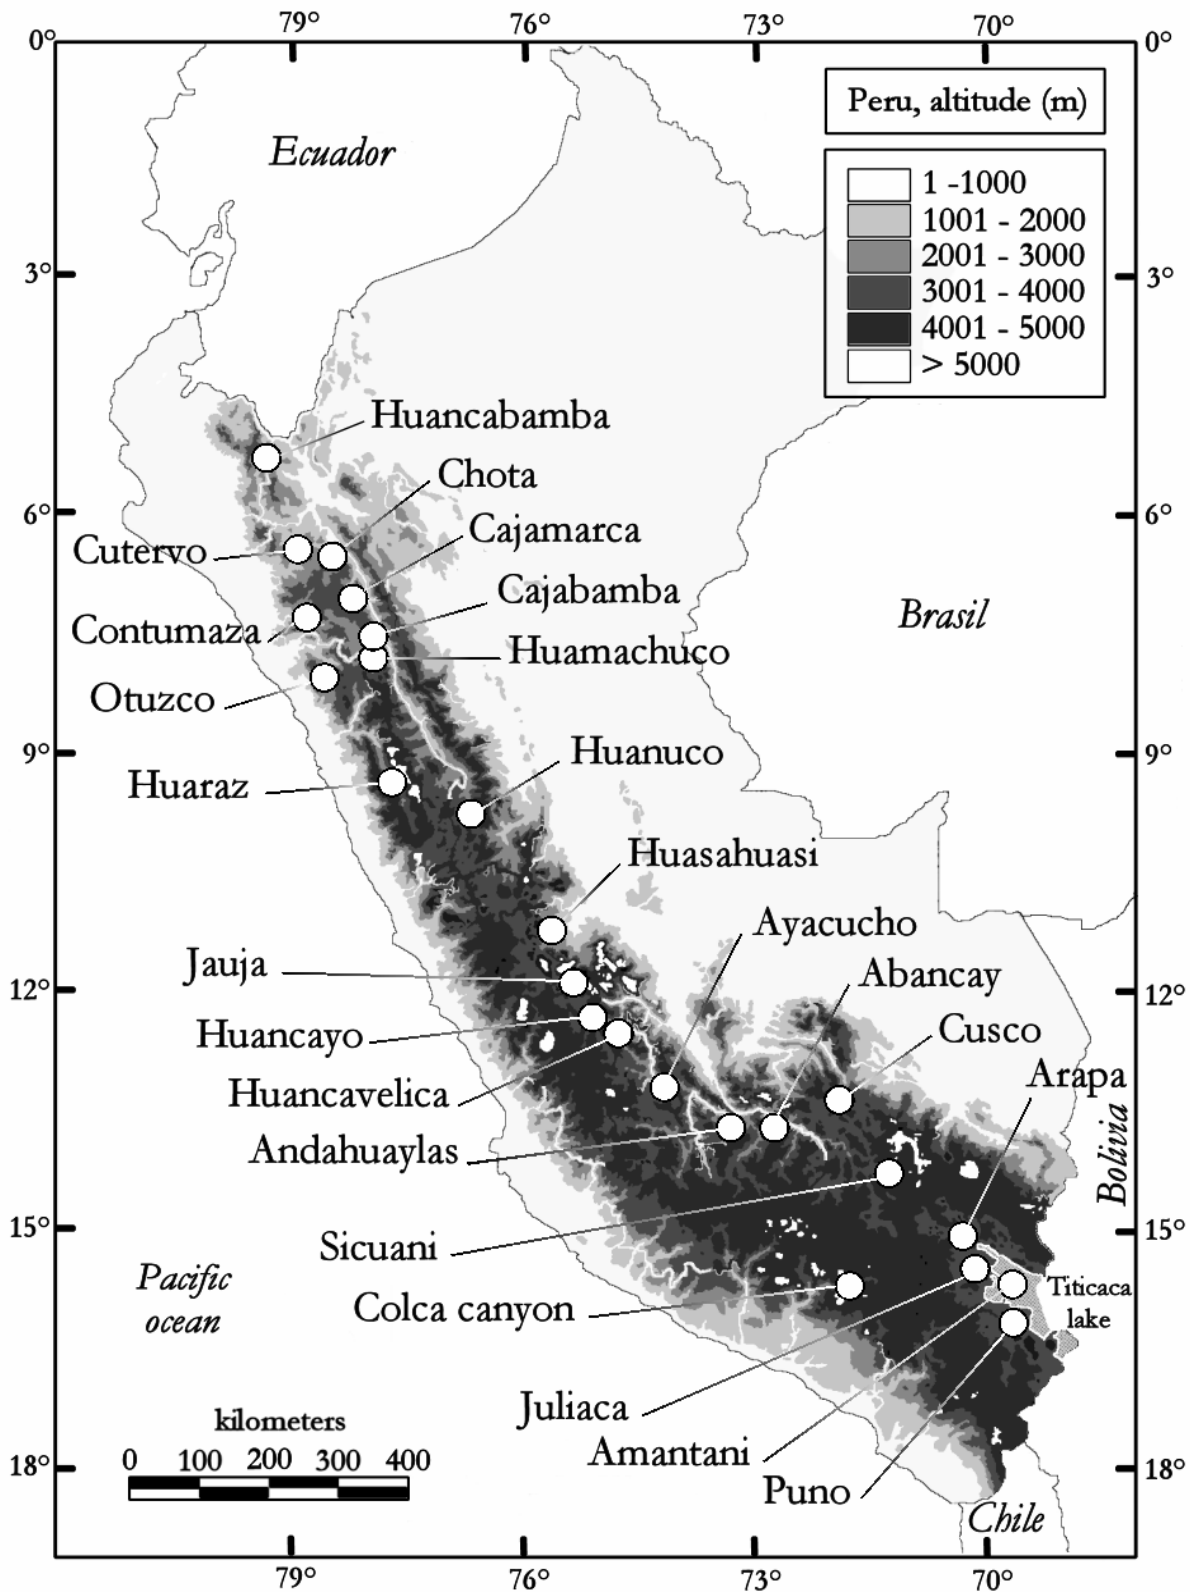 79° 76° 73° 70°
0° 0°
Peru, altitude (m)
Ecuador
1 -1000
1001 - 2000
2001 - 3000
3001 - 4000
4001 - 5000
> 5000
3° 3°
Huancabamba
Chota
6° 6°
Cajamarca
Cutervo
Cajabamba
Brasil
Contumaza
Huamachuco
Otuzco
9° 9°
Huanuco
Huaraz
Huasahuasi
Ayacucho
Jauja
Abancay
12° 12°
Huancayo
Cusco
Arapa
Huancavelica
Andahuaylas
Bolivia
15° 15°
Sicuani
Pacific
ocean
Titicaca
lake
Colca canyon
Juliaca
kilometers
0 100 200 300 400
Amantani
18° 18°
Puno
Chile
79° 76° 73° 70°